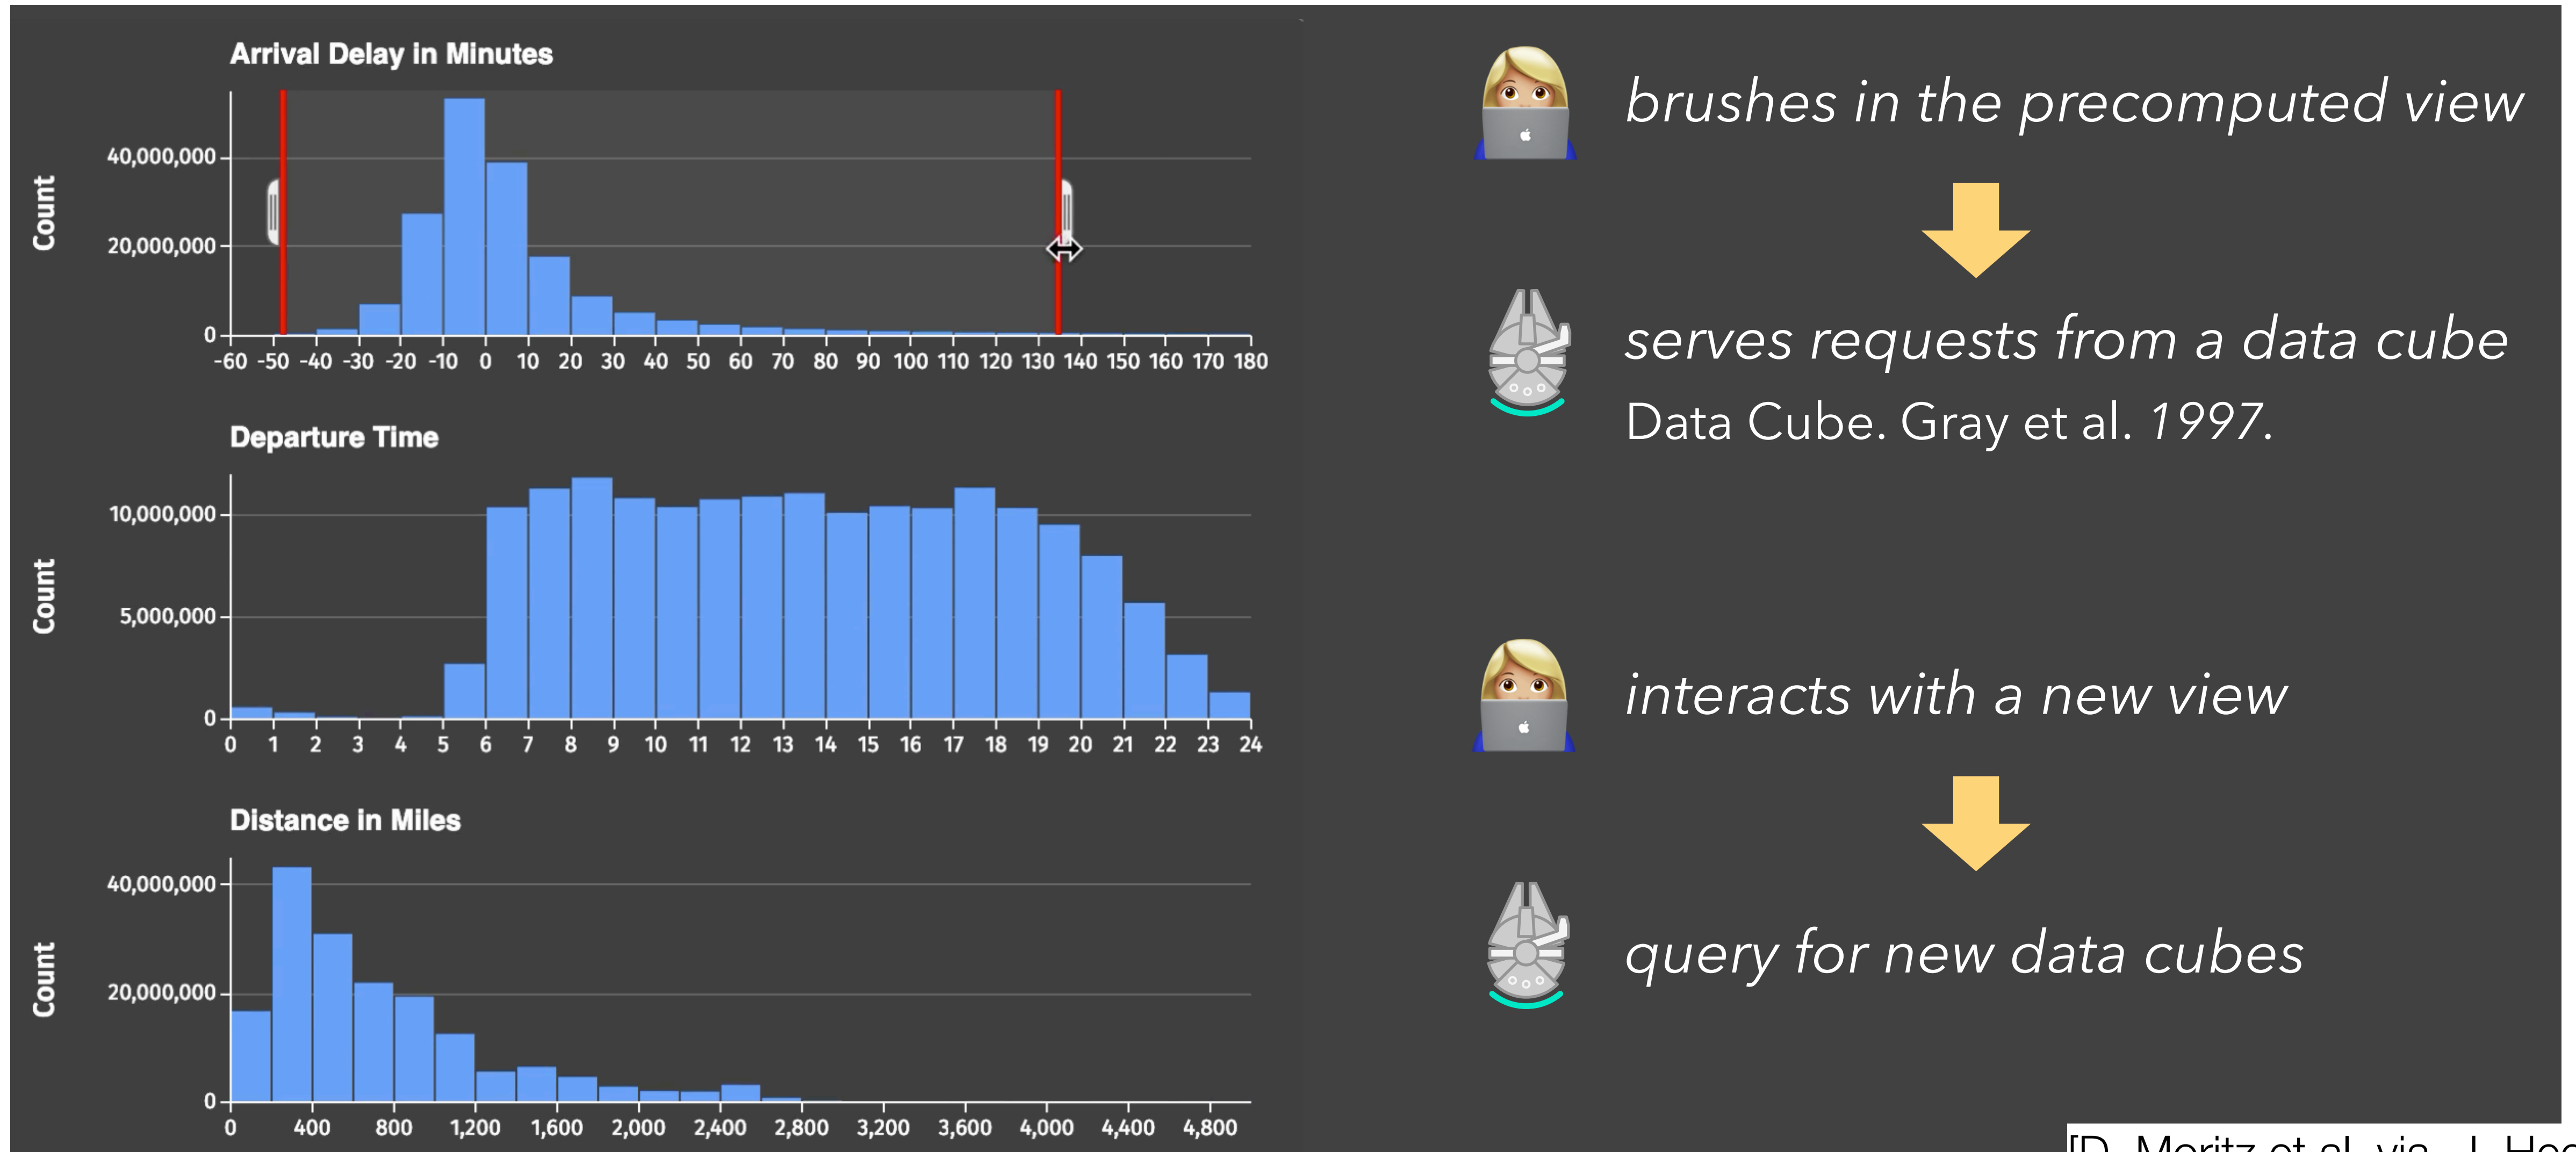 Arrival Delay in Minutes
Count
40,000,000
20,000,000
0
-60 -50 -40 -30 -20 -10 0 10 20 30 40 50 60 70 80 90 100 110 120 130 140 150 160 170 180
Departure Time
Count
10,000,000
5,000,000
0
0 1 2 3 4 5 6 7 8 9 10 11 12 13 14 15 16 17 18 19 20 21 22 23 24
Distance in Miles
Count
40,000,000
20,000,000
0
0 400 800 1,200 1,600 2,000 2,400 2,800 3,200 3,600 4,000 4,400 4,800
brushes in the precomputed view
serves requests from a data cube
Data Cube. Gray et al. 1997.
interacts with a new view
query for new data cubes
[D. Moritz et al. via J.